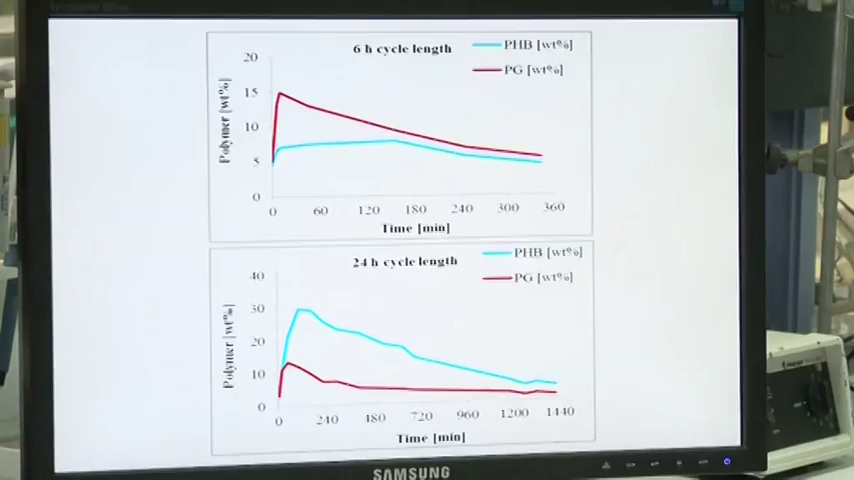 6 h cycle length
PHB [wt%]
PG [wt%]
Polymer [wt%]
20
15
10
5
0
0 60 120 180 240 300 360
Time [min]
24 h cycle length
PHB [wt%]
PG [wt%]
Polymer [wt%]
40
30
20
10
0
0 240 480 720 960 1200 1440
Time [min]
SAMSUNG